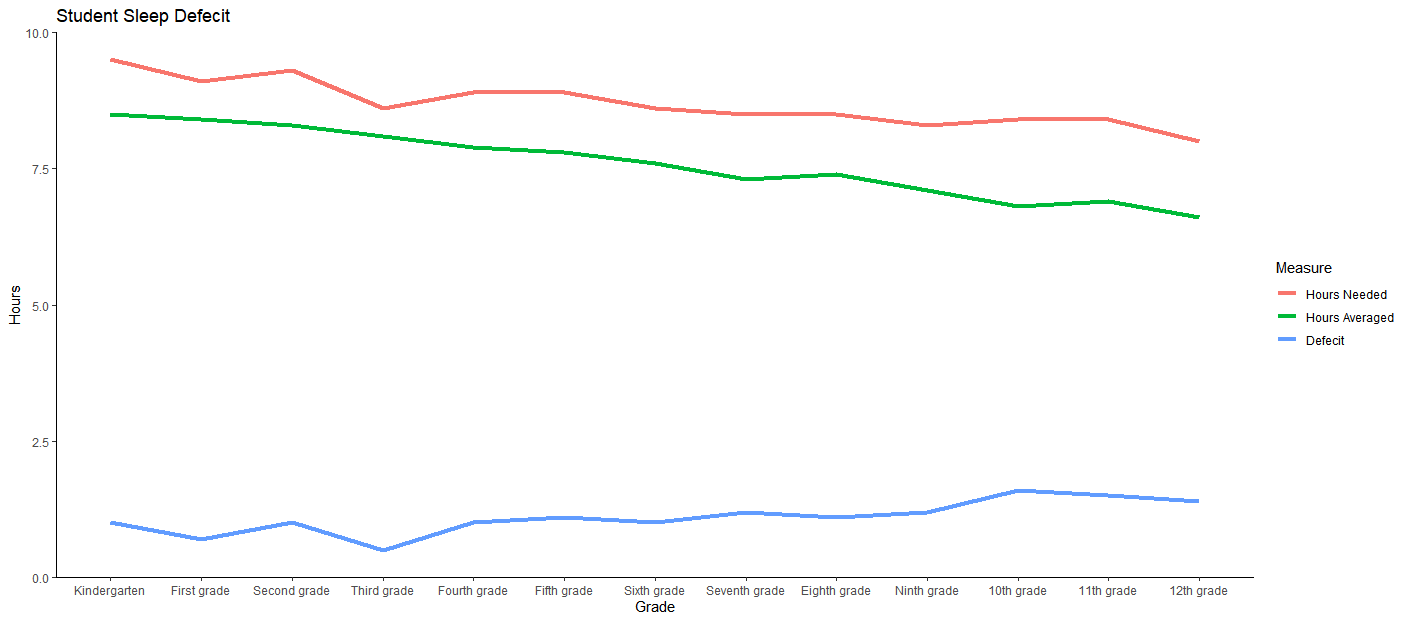 Student Sleep Defecit
10.0
7.5
5.0
2.5
0.0
Hours
Kindergarten First grade Second grade Third grade Fourth grade Fifth grade Sixth grade Seventh grade Eighth grade Ninth grade 10th grade 11th grade 12th grade
Grade
Measure
Hours Needed
Hours Averaged
Defecit